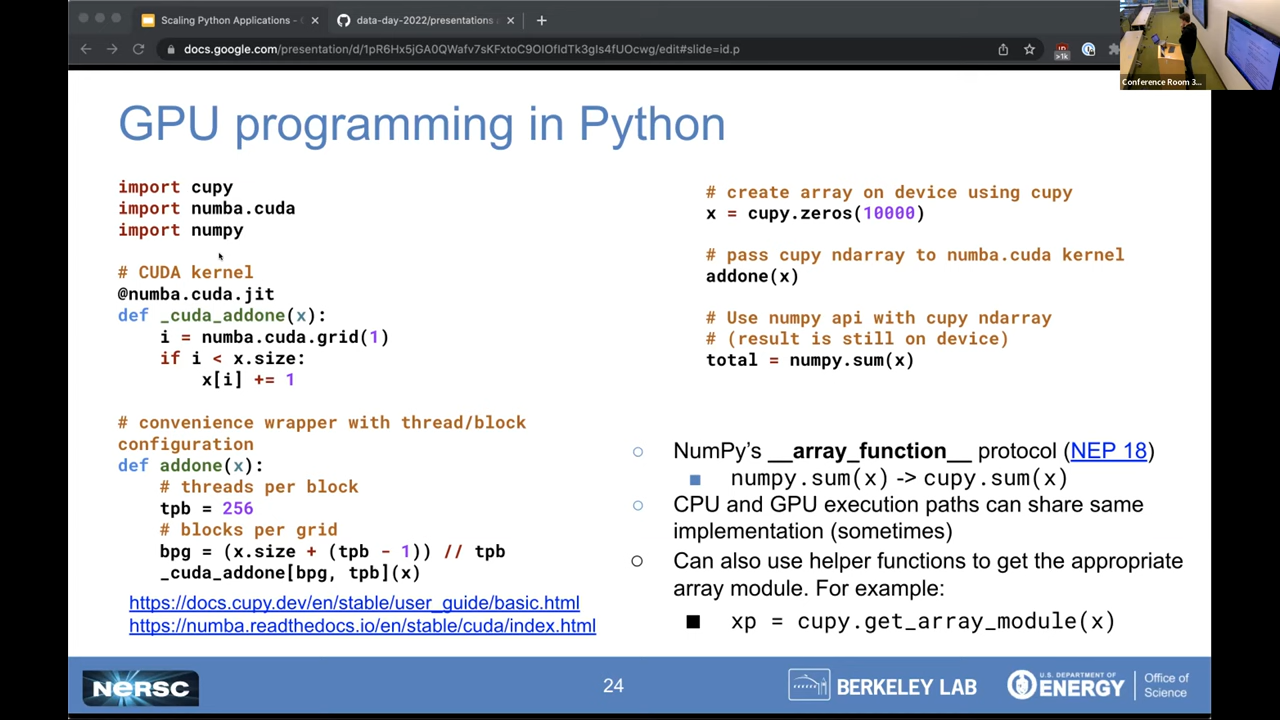 Scaling Python Applications -
data-day-2022/presentations
docs.google.com/presentation/d/1pR6Hx5jGA0QWafv7sKFxtoC9OIOfldTk3gIs4fUOcwg/edit#slide=id.p
>1k
Conference Room 3...
GPU programming in Python
import cupy
import numba.cuda
import numpy
# CUDA kernel
@numba.cuda.jit
def _cuda_addone(x):
i = numba.cuda.grid(1)
if i < x.size:
x[i] += 1
# convenience wrapper with thread/block
configuration
def addone(x):
# threads per block
tpb = 256
# blocks per grid
bpg = (x.size + (tpb - 1)) // tpb
_cuda_addone[bpg, tpb](x)
https://docs.cupy.dev/en/stable/user_guide/basic.html
https://numba.readthedocs.io/en/stable/cuda/index.html
# create array on device using cupy
x = cupy.zeros(10000)
# pass cupy ndarray to numba.cuda kernel
addone(x)
# Use numpy api with cupy ndarray
# (result is still on device)
total = numpy.sum(x)
NumPy’s __array_function__ protocol (NEP 18)
numpy.sum(x) -> cupy.sum(x)
CPU and GPU execution paths can share same
implementation (sometimes)
Can also use helper functions to get the appropriate
array module. For example:
xp = cupy.get_array_module(x)
NERSC
24
BERKELEY LAB
U.S. DEPARTMENT OF
ENERGY
Office of
Science